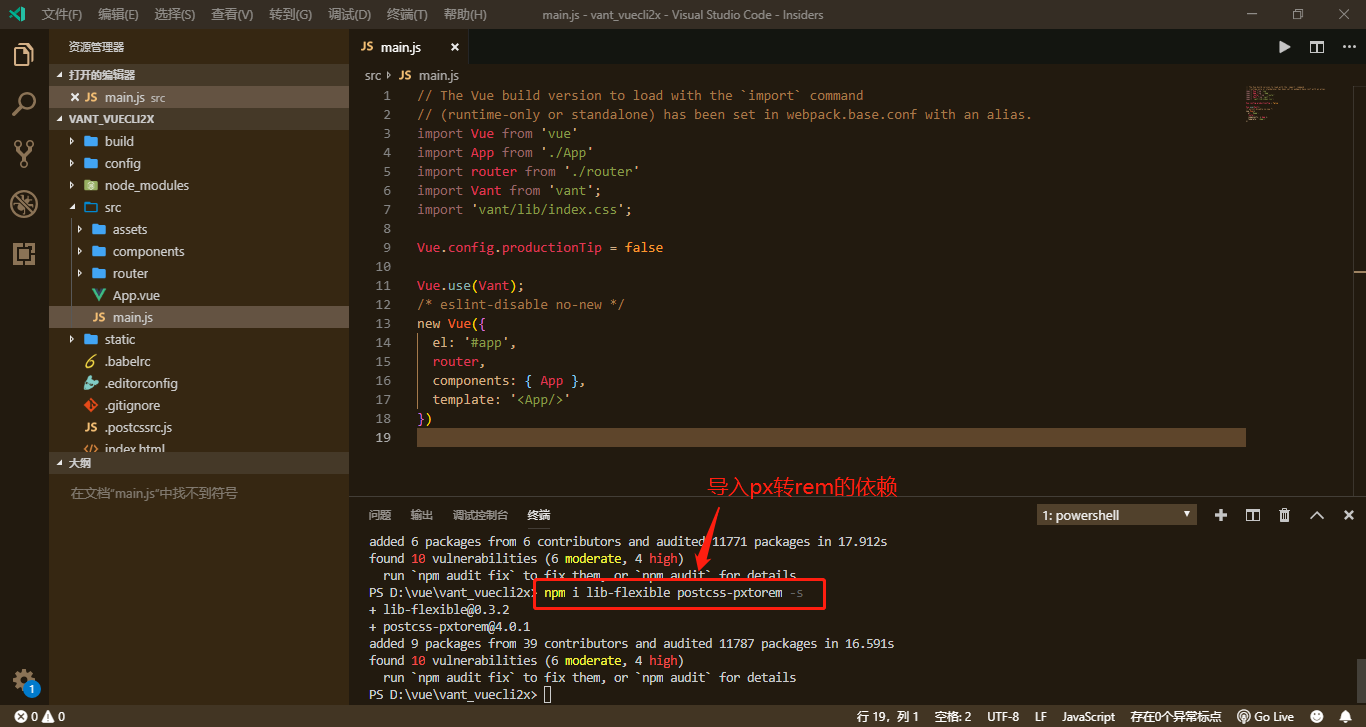 文件(F) 编辑(E) 选择(S) 查看(V) 转到(G) 调试(D) 终端(T) 帮助(H) main.js - vant_vuecli2x - Visual Studio Code - Insiders
资源管理器
打开的编辑器
JS main.js src
VANT_VUECLI2X
build
config
node_modules
src
assets
components
router
App.vue
JS main.js
static
.babelrc
.editorconfig
.gitignore
JS .postcssrc.js
index.html
大纲
在文档"main.js"中找不到符号
JS main.js
src JS main.js
1 // The Vue build version to load with the `import` command
2 // (runtime-only or standalone) has been set in webpack.base.conf with an alias.
3 import Vue from 'vue'
4 import App from './App'
5 import router from './router'
6 import Vant from 'vant';
7 import 'vant/lib/index.css';
8
9 Vue.config.productionTip = false
10
11 Vue.use(Vant);
12 /* eslint-disable no-new */
13 new Vue({
14 el: '#app',
15 router,
16 components: { App },
17 template: '<App/>'
18 })
19
导入px转rem的依赖
问题 输出 调试控制台 终端 1: powershell
added 6 packages from 6 contributors and audited 11771 packages in 17.912s
found 10 vulnerabilities (6 moderate, 4 high)
run `npm audit fix` to fix them, or `npm audit` for details
PS D:\vue\vant_vuecli2x> npm i lib-flexible postcss-pxtorem -s
+ lib-flexible@0.3.2
+ postcss-pxtorem@4.0.1
added 9 packages from 39 contributors and audited 11787 packages in 16.591s
found 10 vulnerabilities (6 moderate, 4 high)
run `npm audit fix` to fix them, or `npm audit` for details
PS D:\vue\vant_vuecli2x>
1
0 0 行 19，列 1 空格: 2 UTF-8 LF JavaScript 存在0个异常标点 Go Live